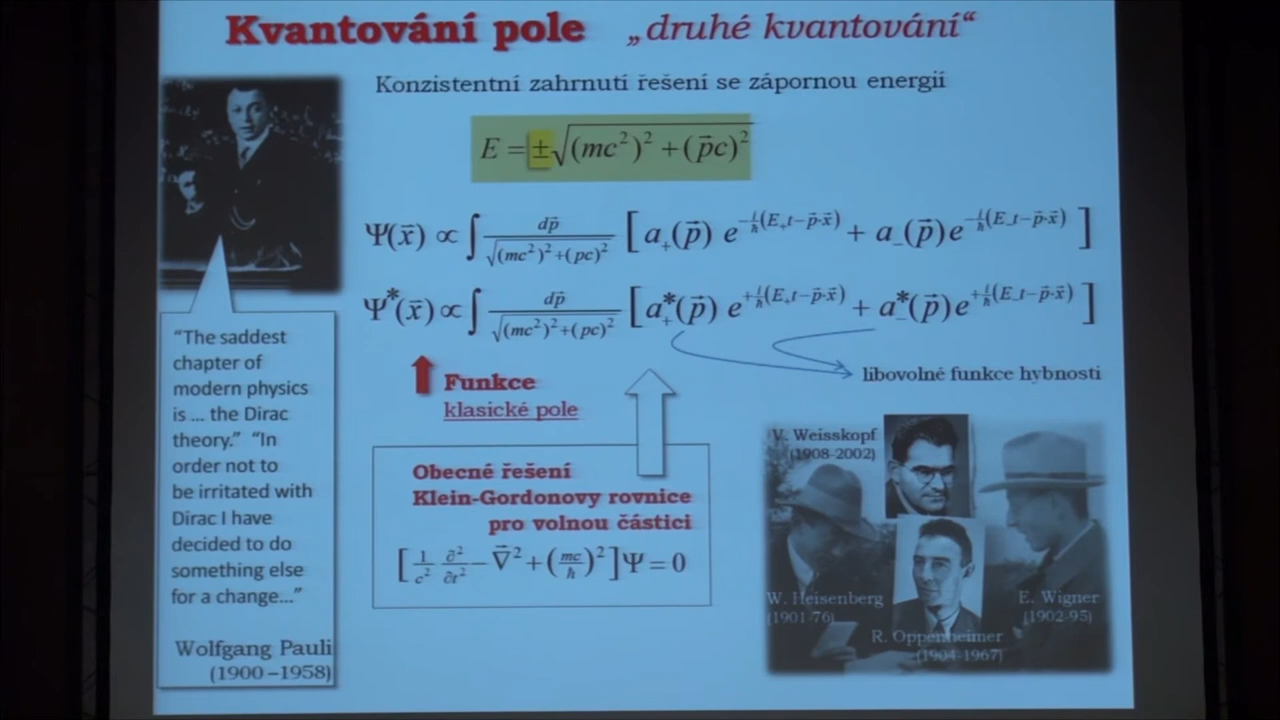 Kvantování pole „druhé kvantování“
Konzistentní zahrnutí řešení se zápornou energií
E = ±√(mc²)² + (p⃗c)²
Ψ(x⃗) ∝ ∫ dp⃗ / √(mc²)²+(pc)² [ a₊(p⃗) e^{-i/ħ(E₊t−p⃗·x⃗)} + a₋(p⃗) e^{-i/ħ(E₋t−p⃗·x⃗)} ]
Ψ*(x⃗) ∝ ∫ dp⃗ / √(mc²)²+(pc)² [ a₊*(p⃗) e^{+i/ħ(E₊t−p⃗·x⃗)} + a₋*(p⃗) e^{+i/ħ(E₋t−p⃗·x⃗)} ]
“The saddest
chapter of
modern physics
is ... the Dirac
theory.” “In
order not to
be irritated with
Dirac I have
decided to do
something else
for a change...”
Wolfgang Pauli
(1900 –1958)
Funkce
klasické pole
libovolné funkce hybnosti
Obecné řešení
Klein-Gordonovy rovnice
pro volnou částici
[ 1/c² ∂²/∂t² − ∇⃗² + (mc/ħ)² ] Ψ = 0
V. Weisskopf
(1908-2002)
W. Heisenberg
(1901-76)
E. Wigner
(1902-95)
R. Oppenheimer
(1904-1967)